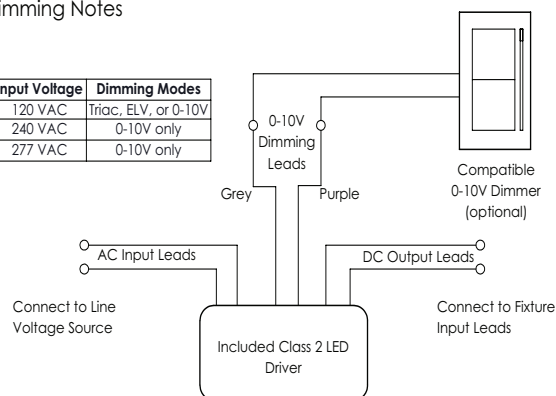 imming Notes
nput Voltage Dimming Modes
120 VAC Triac, ELV, or 0-10V
240 VAC 0-10V only
277 VAC 0-10V only
0-10V
Dimming
Leads
Grey
Purple
Compatible
0-10V Dimmer
(optional)
AC Input Leads
DC Output Leads
Connect to Line
Voltage Source
Connect to Fixture
Input Leads
Included Class 2 LED
Driver